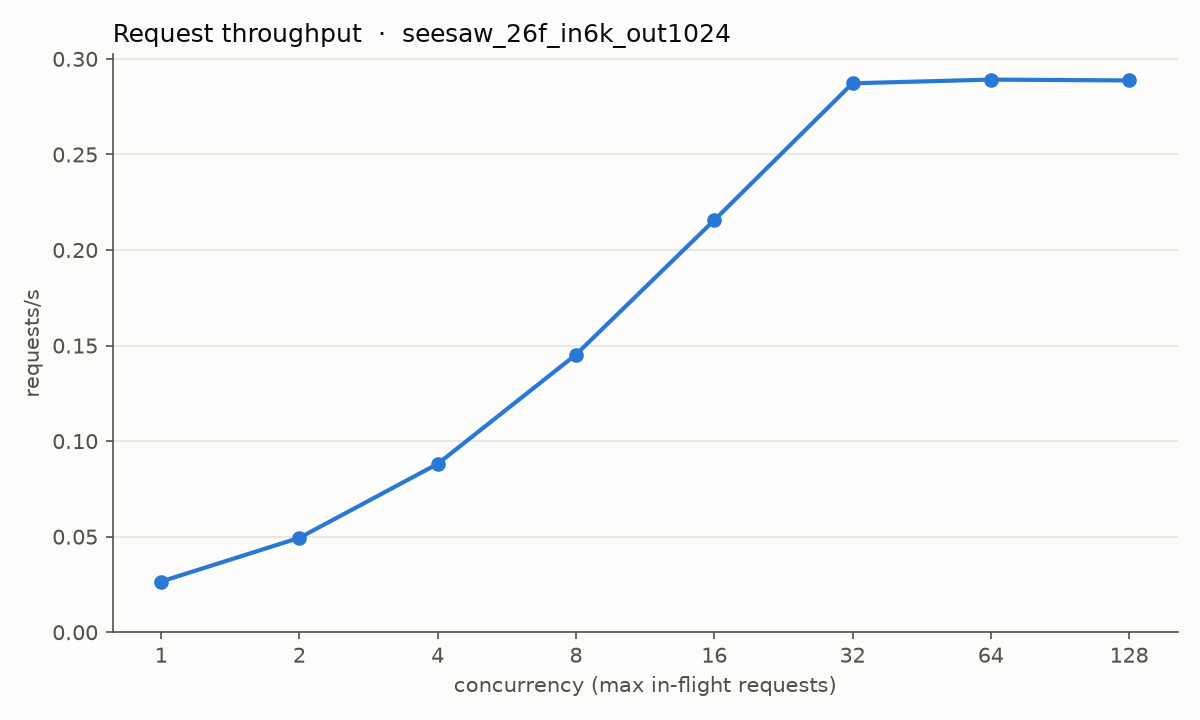 Request throughput · seesaw_26f_in6k_out1024
0.30
0.25
0.20
0.15
0.10
0.05
0.00
requests/s
1 2 4 8 16 32 64 128
concurrency (max in-flight requests)